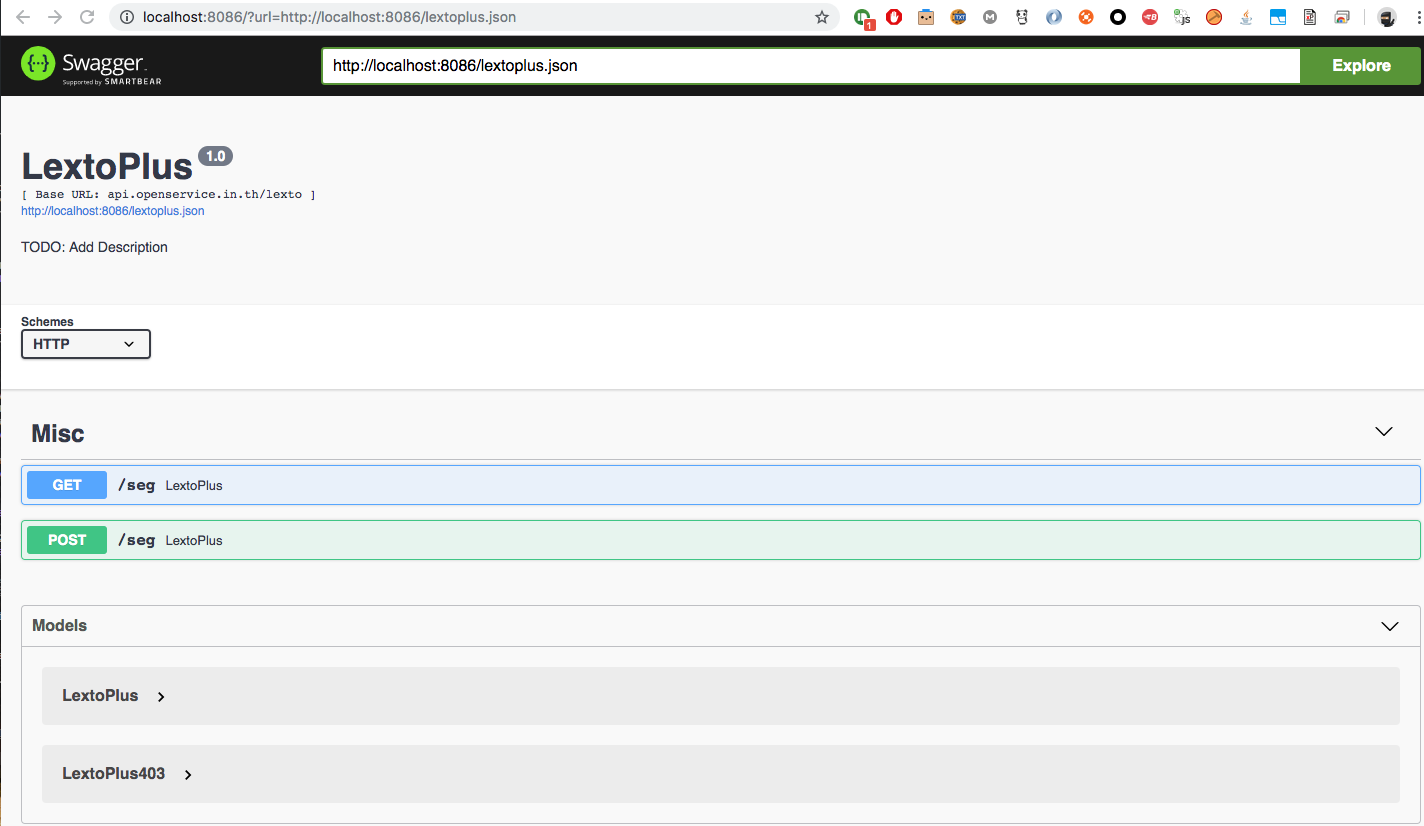 localhost:8086/?url=http://localhost:8086/lextoplus.json
1
Swagger
Supported by SMARTBEAR
http://localhost:8086/lextoplus.json
Explore
LextoPlus 1.0
[ Base URL: api.openservice.in.th/lexto ]
http://localhost:8086/lextoplus.json
TODO: Add Description
Schemes
HTTP
Misc
GET /seg LextoPlus
POST /seg LextoPlus
Models
LextoPlus
LextoPlus403